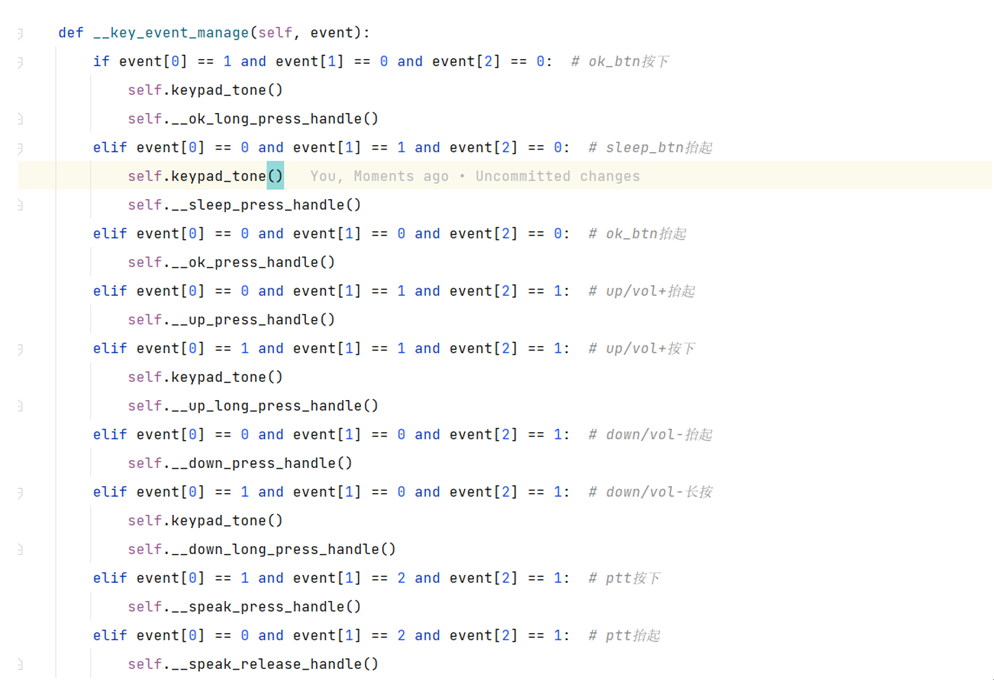 def __key_event_manage(self, event):
if event[0] == 1 and event[1] == 0 and event[2] == 0:  # ok_btn按下
self.keypad_tone()
self.__ok_long_press_handle()
elif event[0] == 0 and event[1] == 1 and event[2] == 0:  # sleep_btn抬起
self.keypad_tone()   You, Moments ago • Uncommitted changes
self.__sleep_press_handle()
elif event[0] == 0 and event[1] == 0 and event[2] == 0:  # ok_btn抬起
self.__ok_press_handle()
elif event[0] == 0 and event[1] == 1 and event[2] == 1:  # up/vol+抬起
self.__up_press_handle()
elif event[0] == 1 and event[1] == 1 and event[2] == 1:  # up/vol+按下
self.keypad_tone()
self.__up_long_press_handle()
elif event[0] == 0 and event[1] == 0 and event[2] == 1:  # down/vol-抬起
self.__down_press_handle()
elif event[0] == 1 and event[1] == 0 and event[2] == 1:  # down/vol-长按
self.keypad_tone()
self.__down_long_press_handle()
elif event[0] == 1 and event[1] == 2 and event[2] == 1:  # ptt按下
self.__speak_press_handle()
elif event[0] == 0 and event[1] == 2 and event[2] == 1:  # ptt抬起
self.__speak_release_handle()